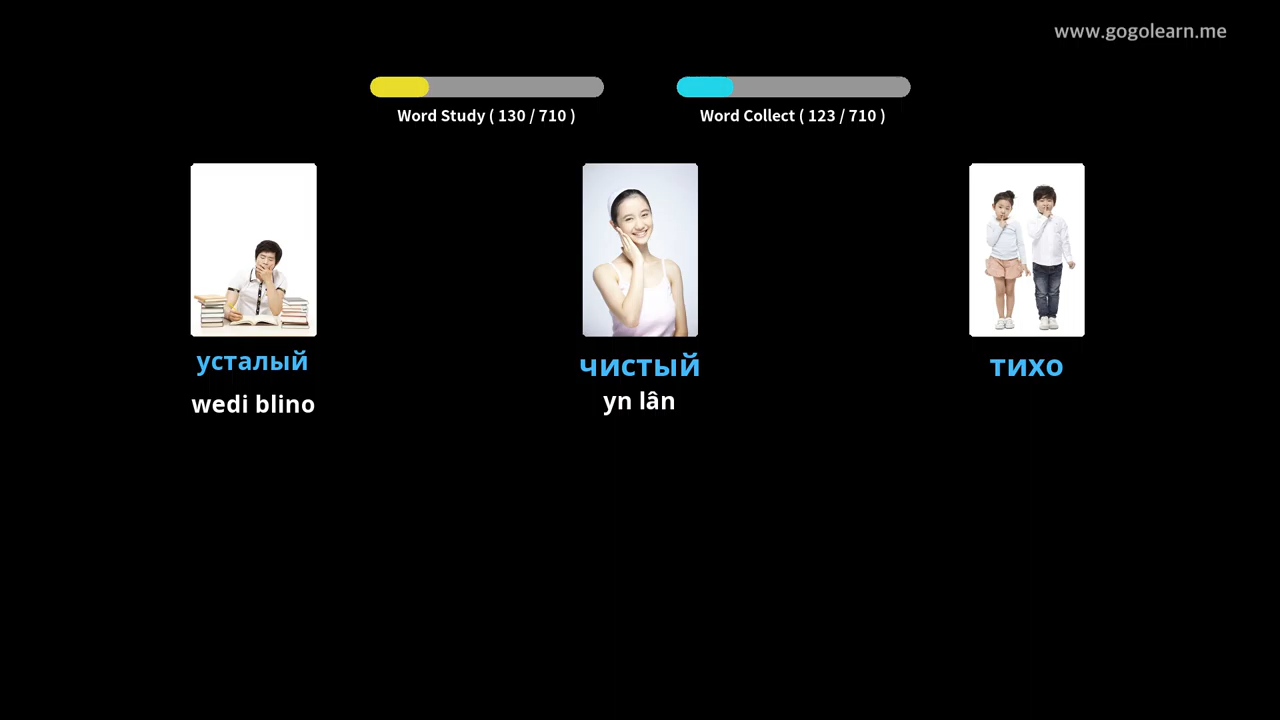 www.gogolearn.me
Word Study ( 130 / 710 )
Word Collect ( 123 / 710 )
усталый
чистый
тихо
wedi blino
yn lân